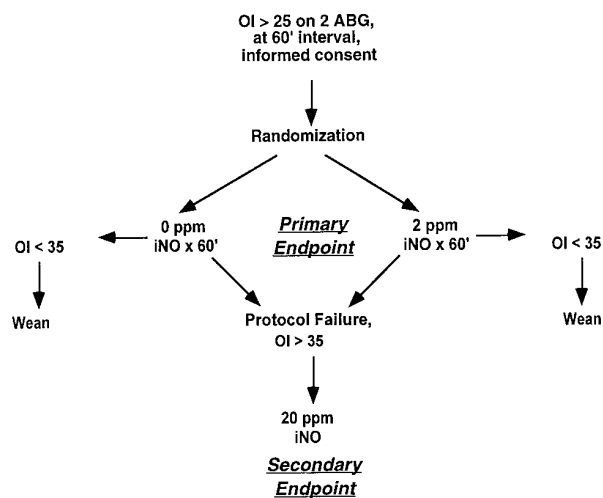 OI > 25 on 2 ABG,
at 60' interval,
informed consent
Randomization
0 ppm
iNO x 60'
Primary
Endpoint
2 ppm
iNO x 60'
OI < 35
OI <35
Wean
Wean
Protocol Failure,
OI > 35
20 ppm
iNO
Secondary
Endpoint